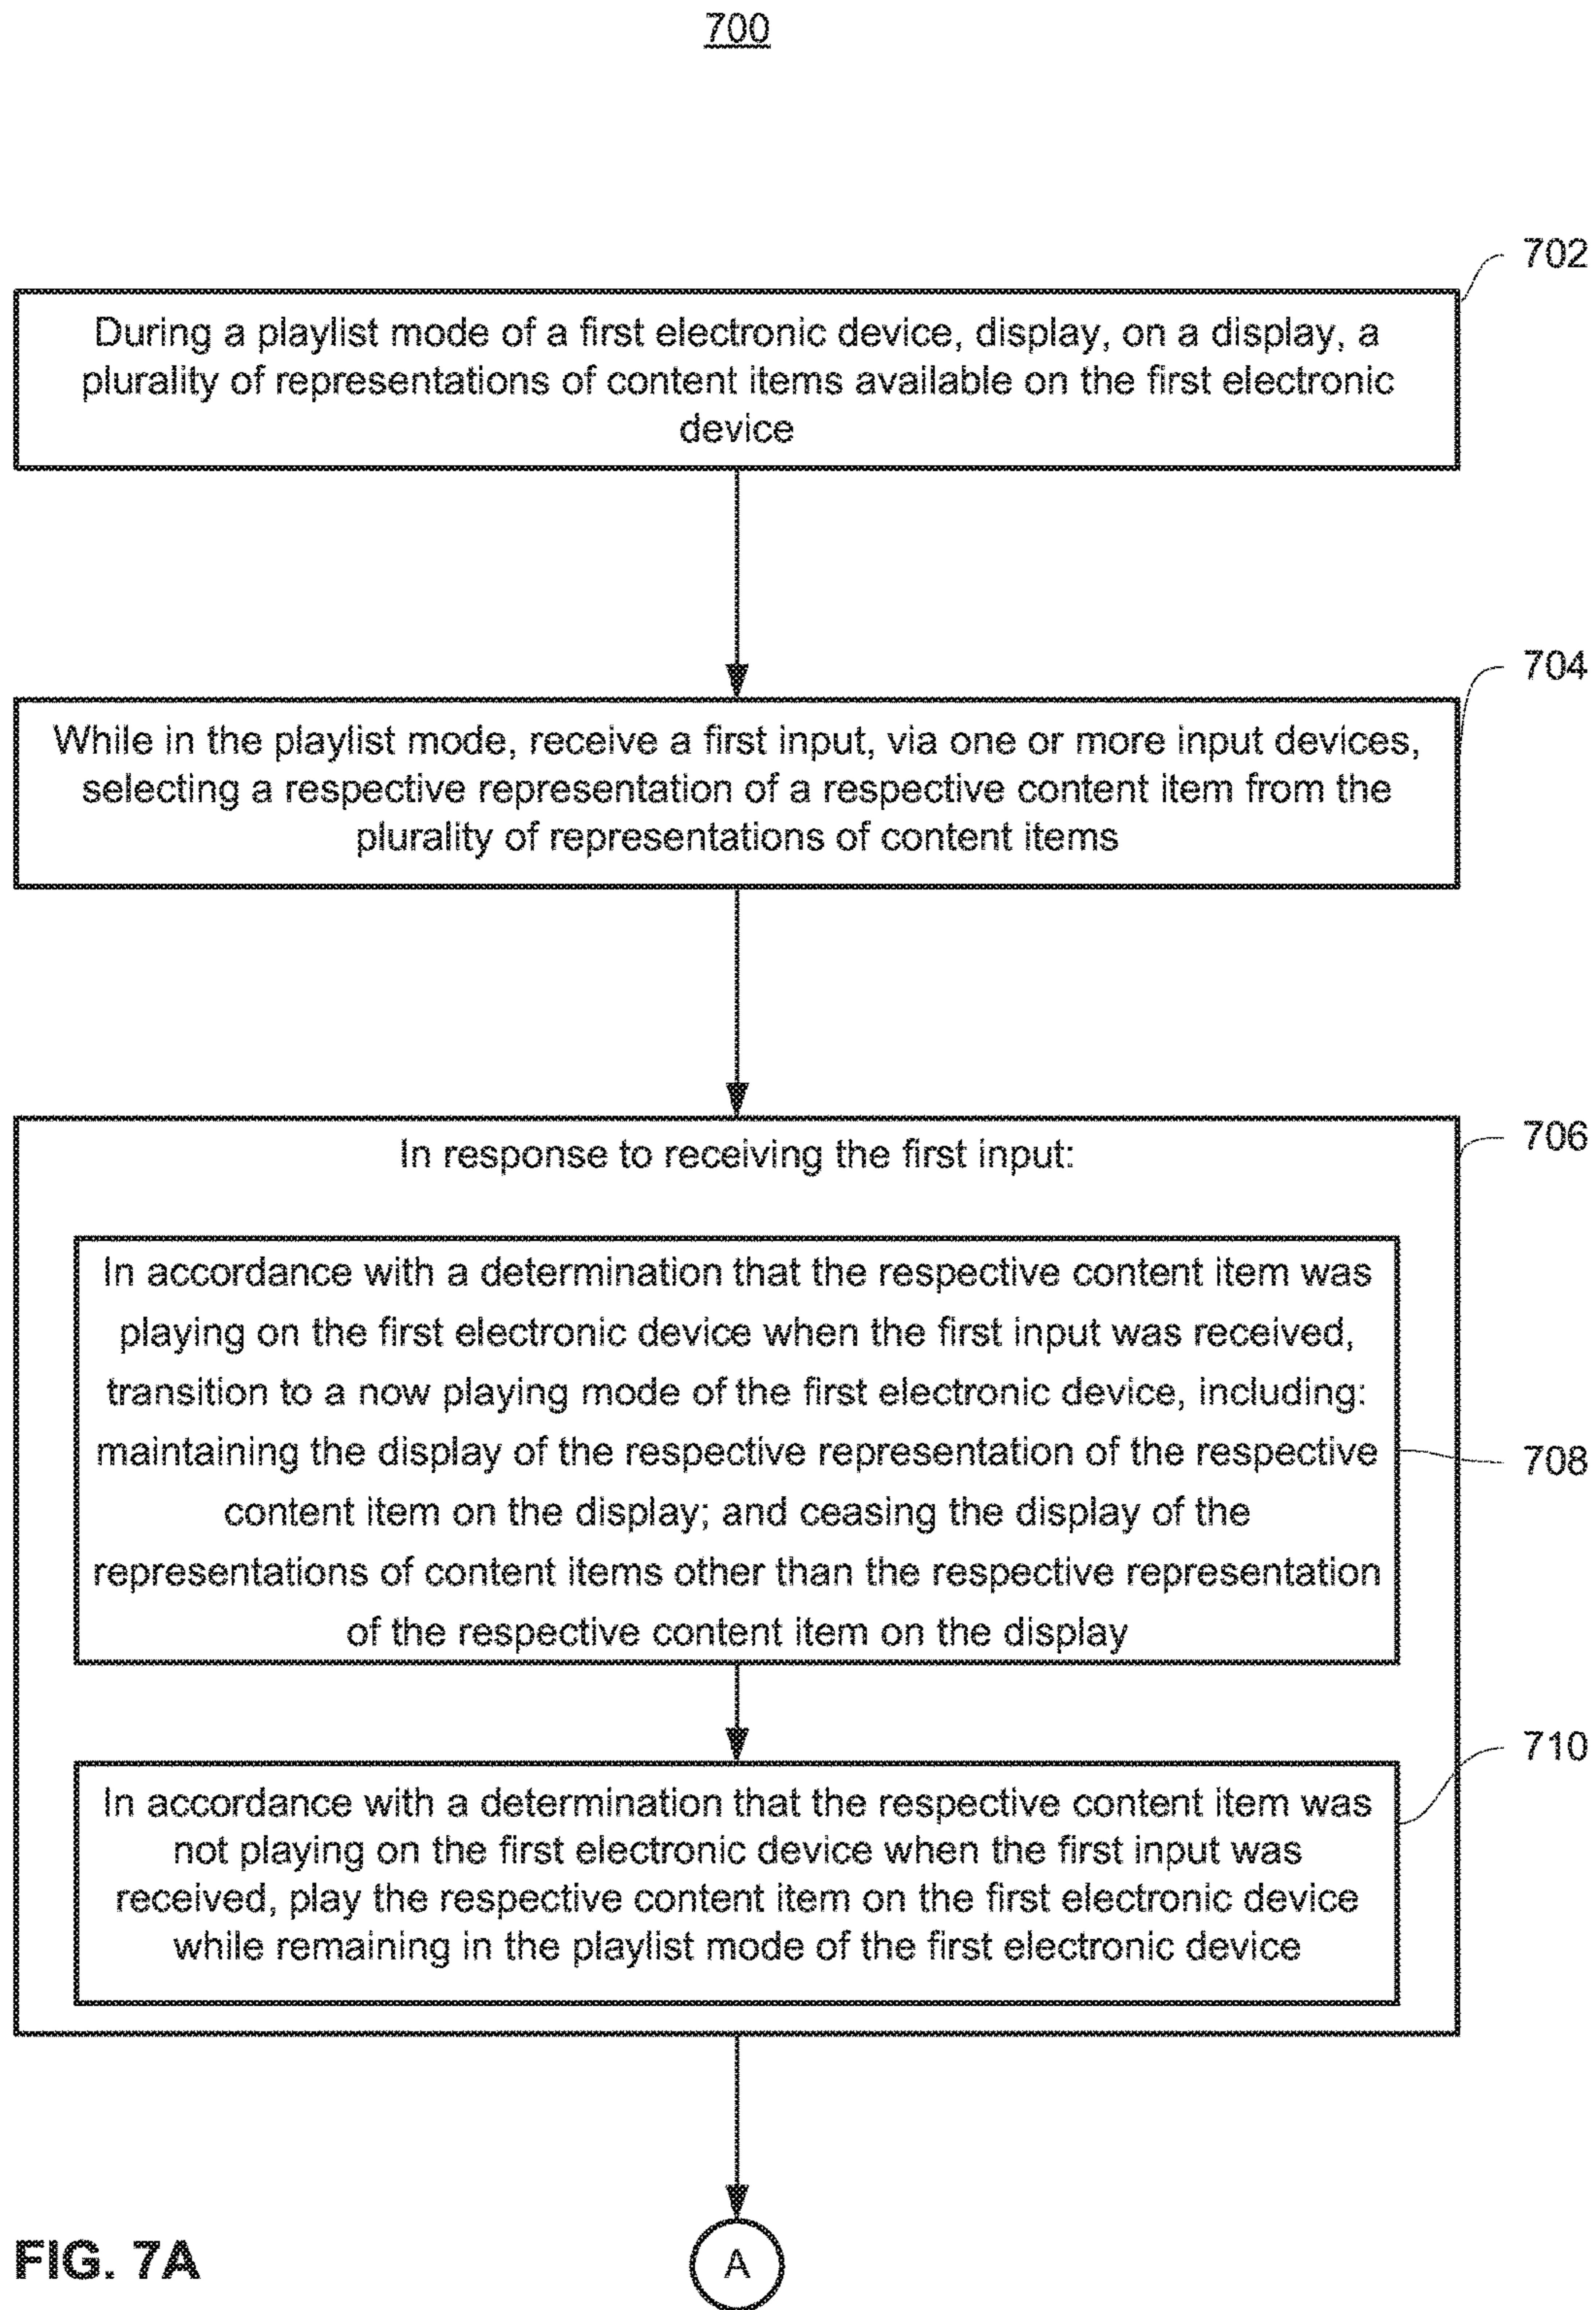 700
702
During a playlist mode of a first electronic device, display, on a display, a
plurality of representations of content items available on the first electronic
device
704
While in the playlist mode, receive a first input, via one or more input devices,
selecting a respective representation of a respective content item from the
plurality of representations of content items
706
In response to receiving the first input:
In accordance with a determination that the respective content item was
playing on the first electronic device when the first input was received,
transition to a now playing mode of the first electronic device, including:
maintaining the display of the respective representation of the respective
content item on the display; and ceasing the display of the
representations of content items other than the respective representation
of the respective content item on the display
708
710
In accordance with a determination that the respective content item was
not playing on the first electronic device when the first input was
received, play the respective content item on the first electronic device
while remaining in the playlist mode of the first electronic device
FIG. 7A
A